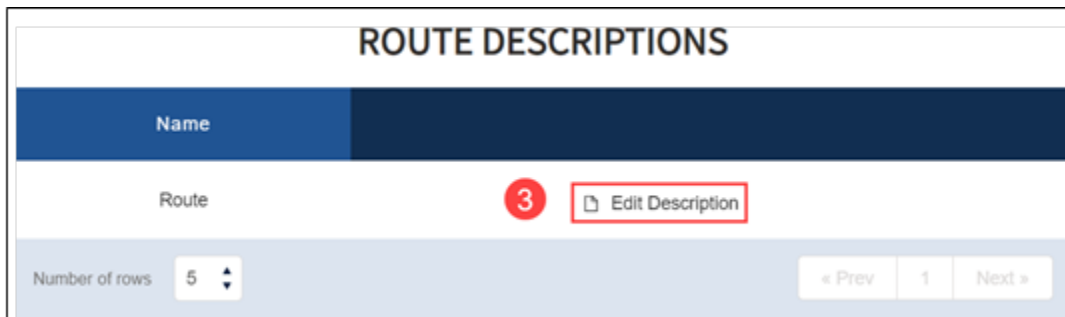 ROUTE DESCRIPTIONS
Name
Route 3 Edit Description
Number of rows 5 « Prev 1 Next »